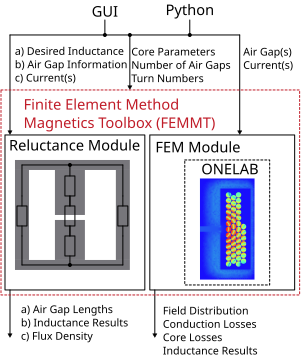 GUI
Python
a) Desired Inductance
b) Air Gap Information
c) Current(s)
Core Parameters
Number of Air Gaps
Turn Numbers
Air Gap(s)
Current(s)
Finite Element Method
Magnetics Toolbox (FEMMT)
Reluctance Module
FEM Module
ONELAB
a) Air Gap Lengths
b) Inductance Results
c) Flux Density
Field Distribution
Conduction Losses
Core Losses
Inductance Results